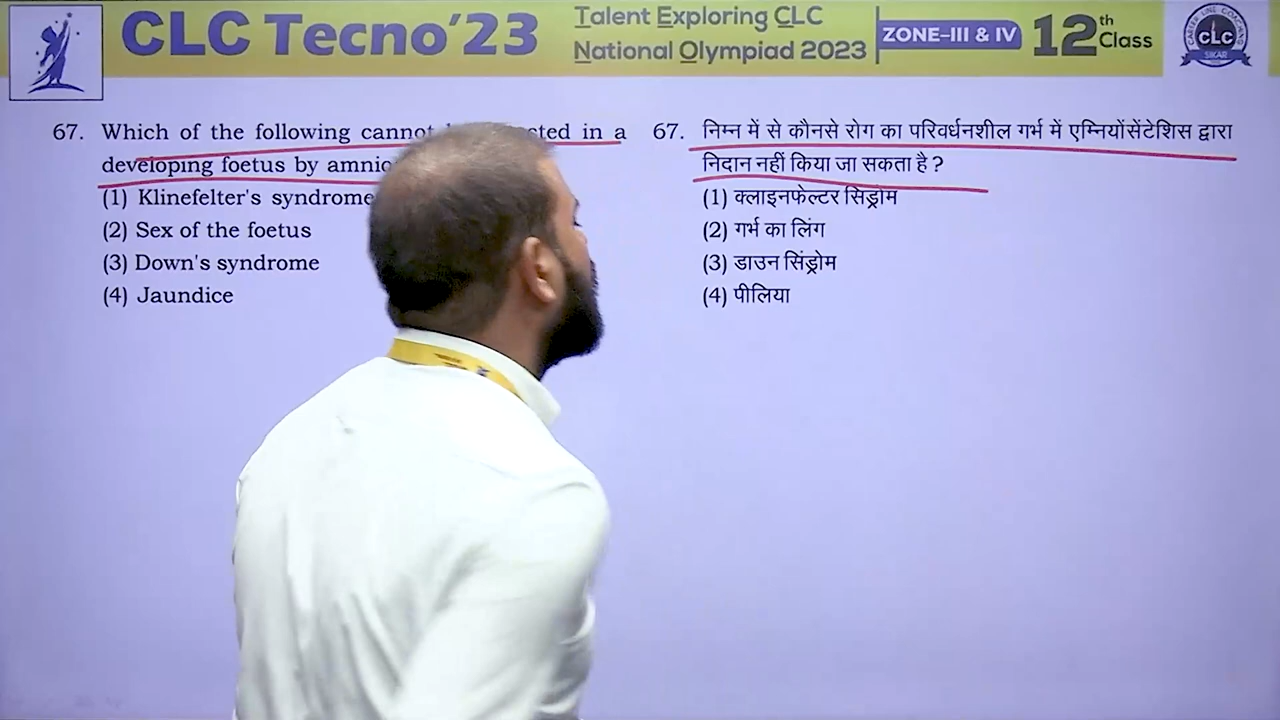 CLC Tecno'23
Talent Exploring CLC
National Olympiad 2023
ZONE–III & IV
12th Class
CLC
SIKAR
67. Which of the following cannot in a
developing foetus by
(1) Klinefelter's syndrome
(2) Sex of the foetus
(3) Down's syndrome
(4) Jaundice
67. निम्न में से कौनसे रोग का परिवर्धनशील गर्भ में एम्नियोंसेंटेशिस द्वारा
निदान नहीं किया जा सकता है ?
(1) क्लाइनफेल्टर सिड्रोम
(2) गर्भ का लिंग
(3) डाउन सिंड्रोम
(4) पीलिया